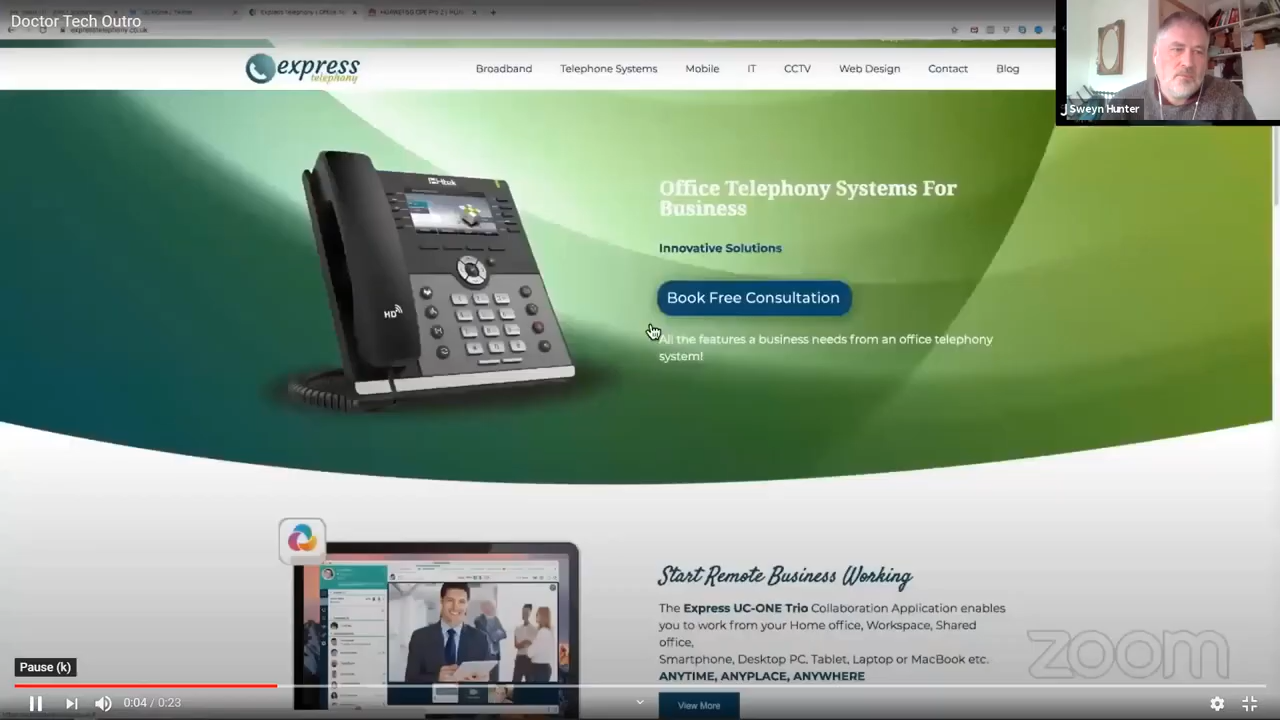 Doctor Tech Outro
expresstelephony.co.uk
express
telephony
Broadband
Telephone Systems
Mobile
IT
CCTV
Web Design
Contact
Blog
J Sweyn Hunter
Office Telephony Systems For
Business
Innovative Solutions
Book Free Consultation
All the features a business needs from an office telephony
system!
HD
Start Remote Business Working
The Express UC-ONE Trio Collaboration Application enables
you to work from your Home office, Workspace, Shared
office,
Smartphone, Desktop PC, Tablet, Laptop or MacBook etc.
ANYTIME, ANYPLACE, ANYWHERE
View More
zoom
Pause (k)
0:04 / 0:23